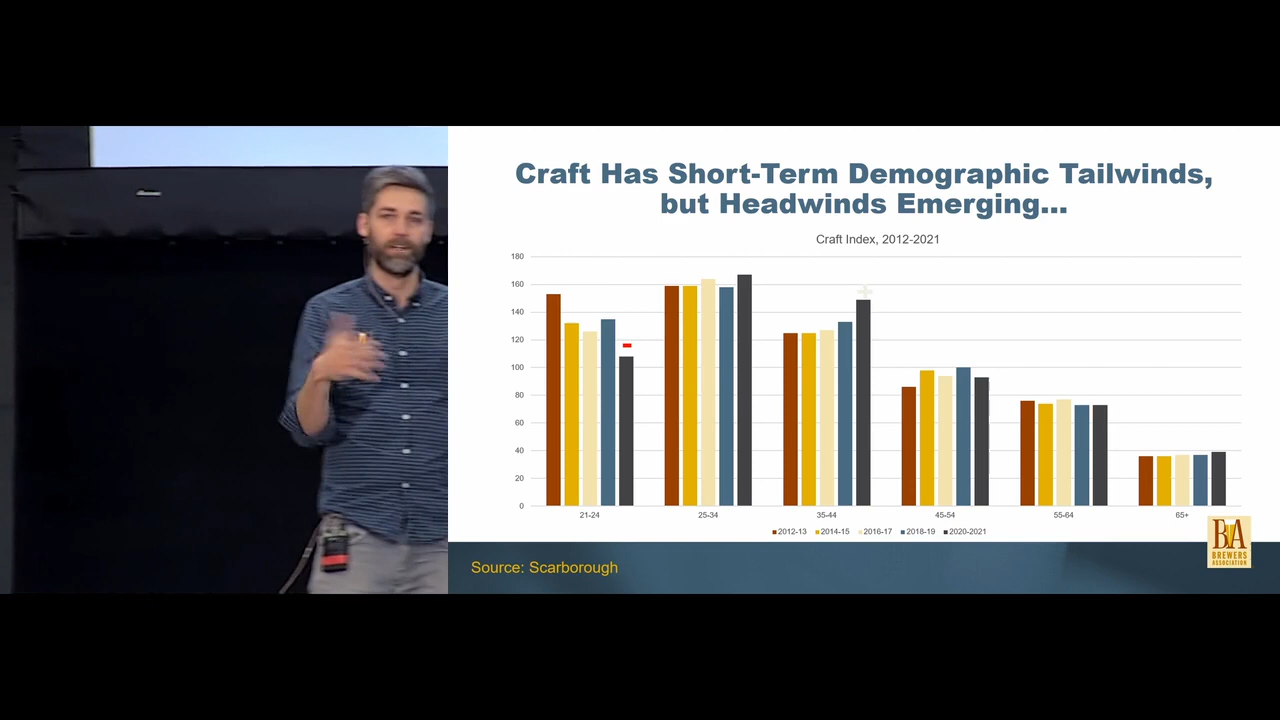 Craft Has Short-Term Demographic Tailwinds,
but Headwinds Emerging...
Craft Index, 2012-2021
180
160
140
120
100
80
60
40
20
0
21-24
25-34
35-44
45-54
55-64
65+
2012-13 2014-15 2016-17 2018-19 2020-2021
Source: Scarborough
BA
BREWERS
ASSOCIATION